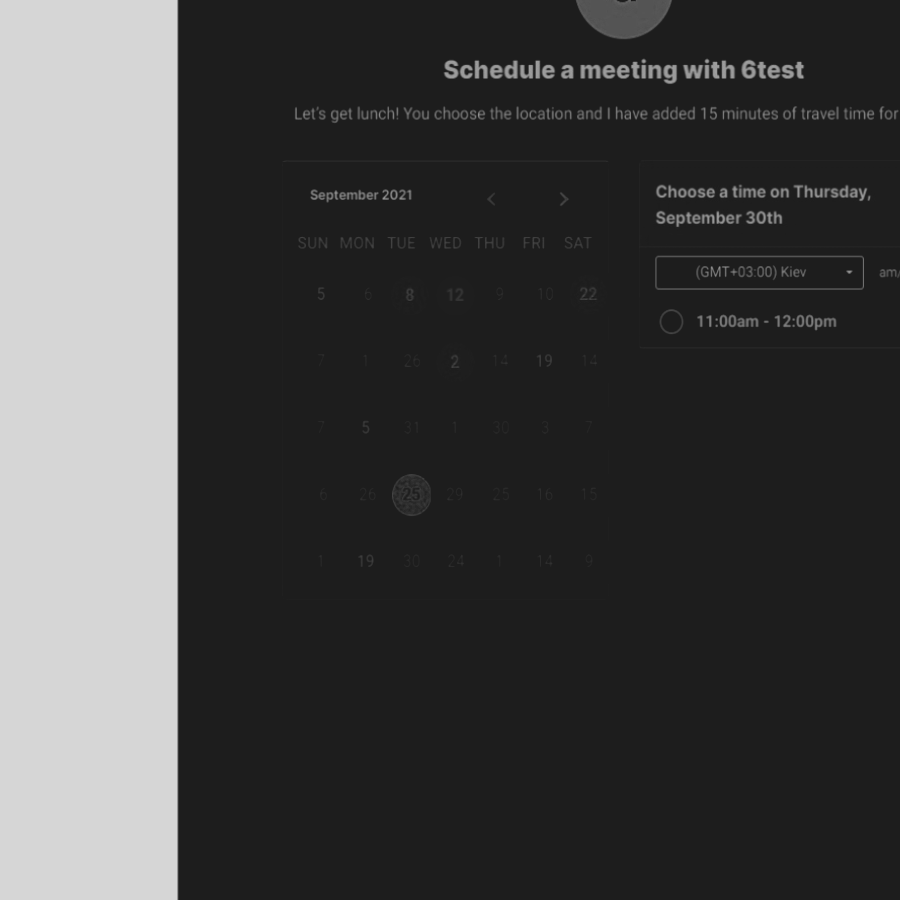 Schedule a meeting with 6test
Let's get lunch! You choose the location and I have added 15 minutes of travel time for
September 2021
SUN MON TUE WED THU FRI SAT
5 6 8 12 9 10 22
7 1 26 2 14 19 14
7 5 31 1 30 3 7
6 26 25 29 25 16 15
1 19 30 24 1 14 9
Choose a time on Thursday,
September 30th
(GMT+03:00) Kiev am/
11:00am - 12:00pm